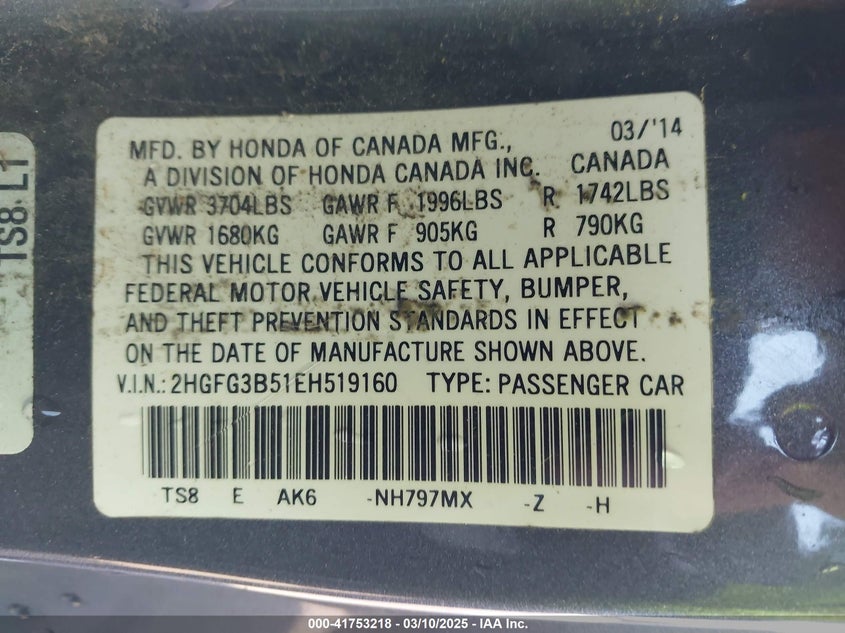 MFD. BY HONDA OF CANADA MFG., 03/'14
A DIVISION OF HONDA CANADA INC. CANADA
GVWR 3704LBS GAWR F 1996LBS R 1742LBS
GVWR 1680KG GAWR F 905KG R 790KG
THIS VEHICLE CONFORMS TO ALL APPLICABLE
FEDERAL MOTOR VEHICLE SAFETY, BUMPER,
AND THEFT PREVENTION STANDARDS IN EFFECT
ON THE DATE OF MANUFACTURE SHOWN ABOVE.
V.I.N.: 2HGFG3B51EH519160 TYPE: PASSENGER CAR
TS8 E AK6 -NH797MX -Z -H
TS8 L1
000-41753218 - 03/10/2025 - IAA Inc.